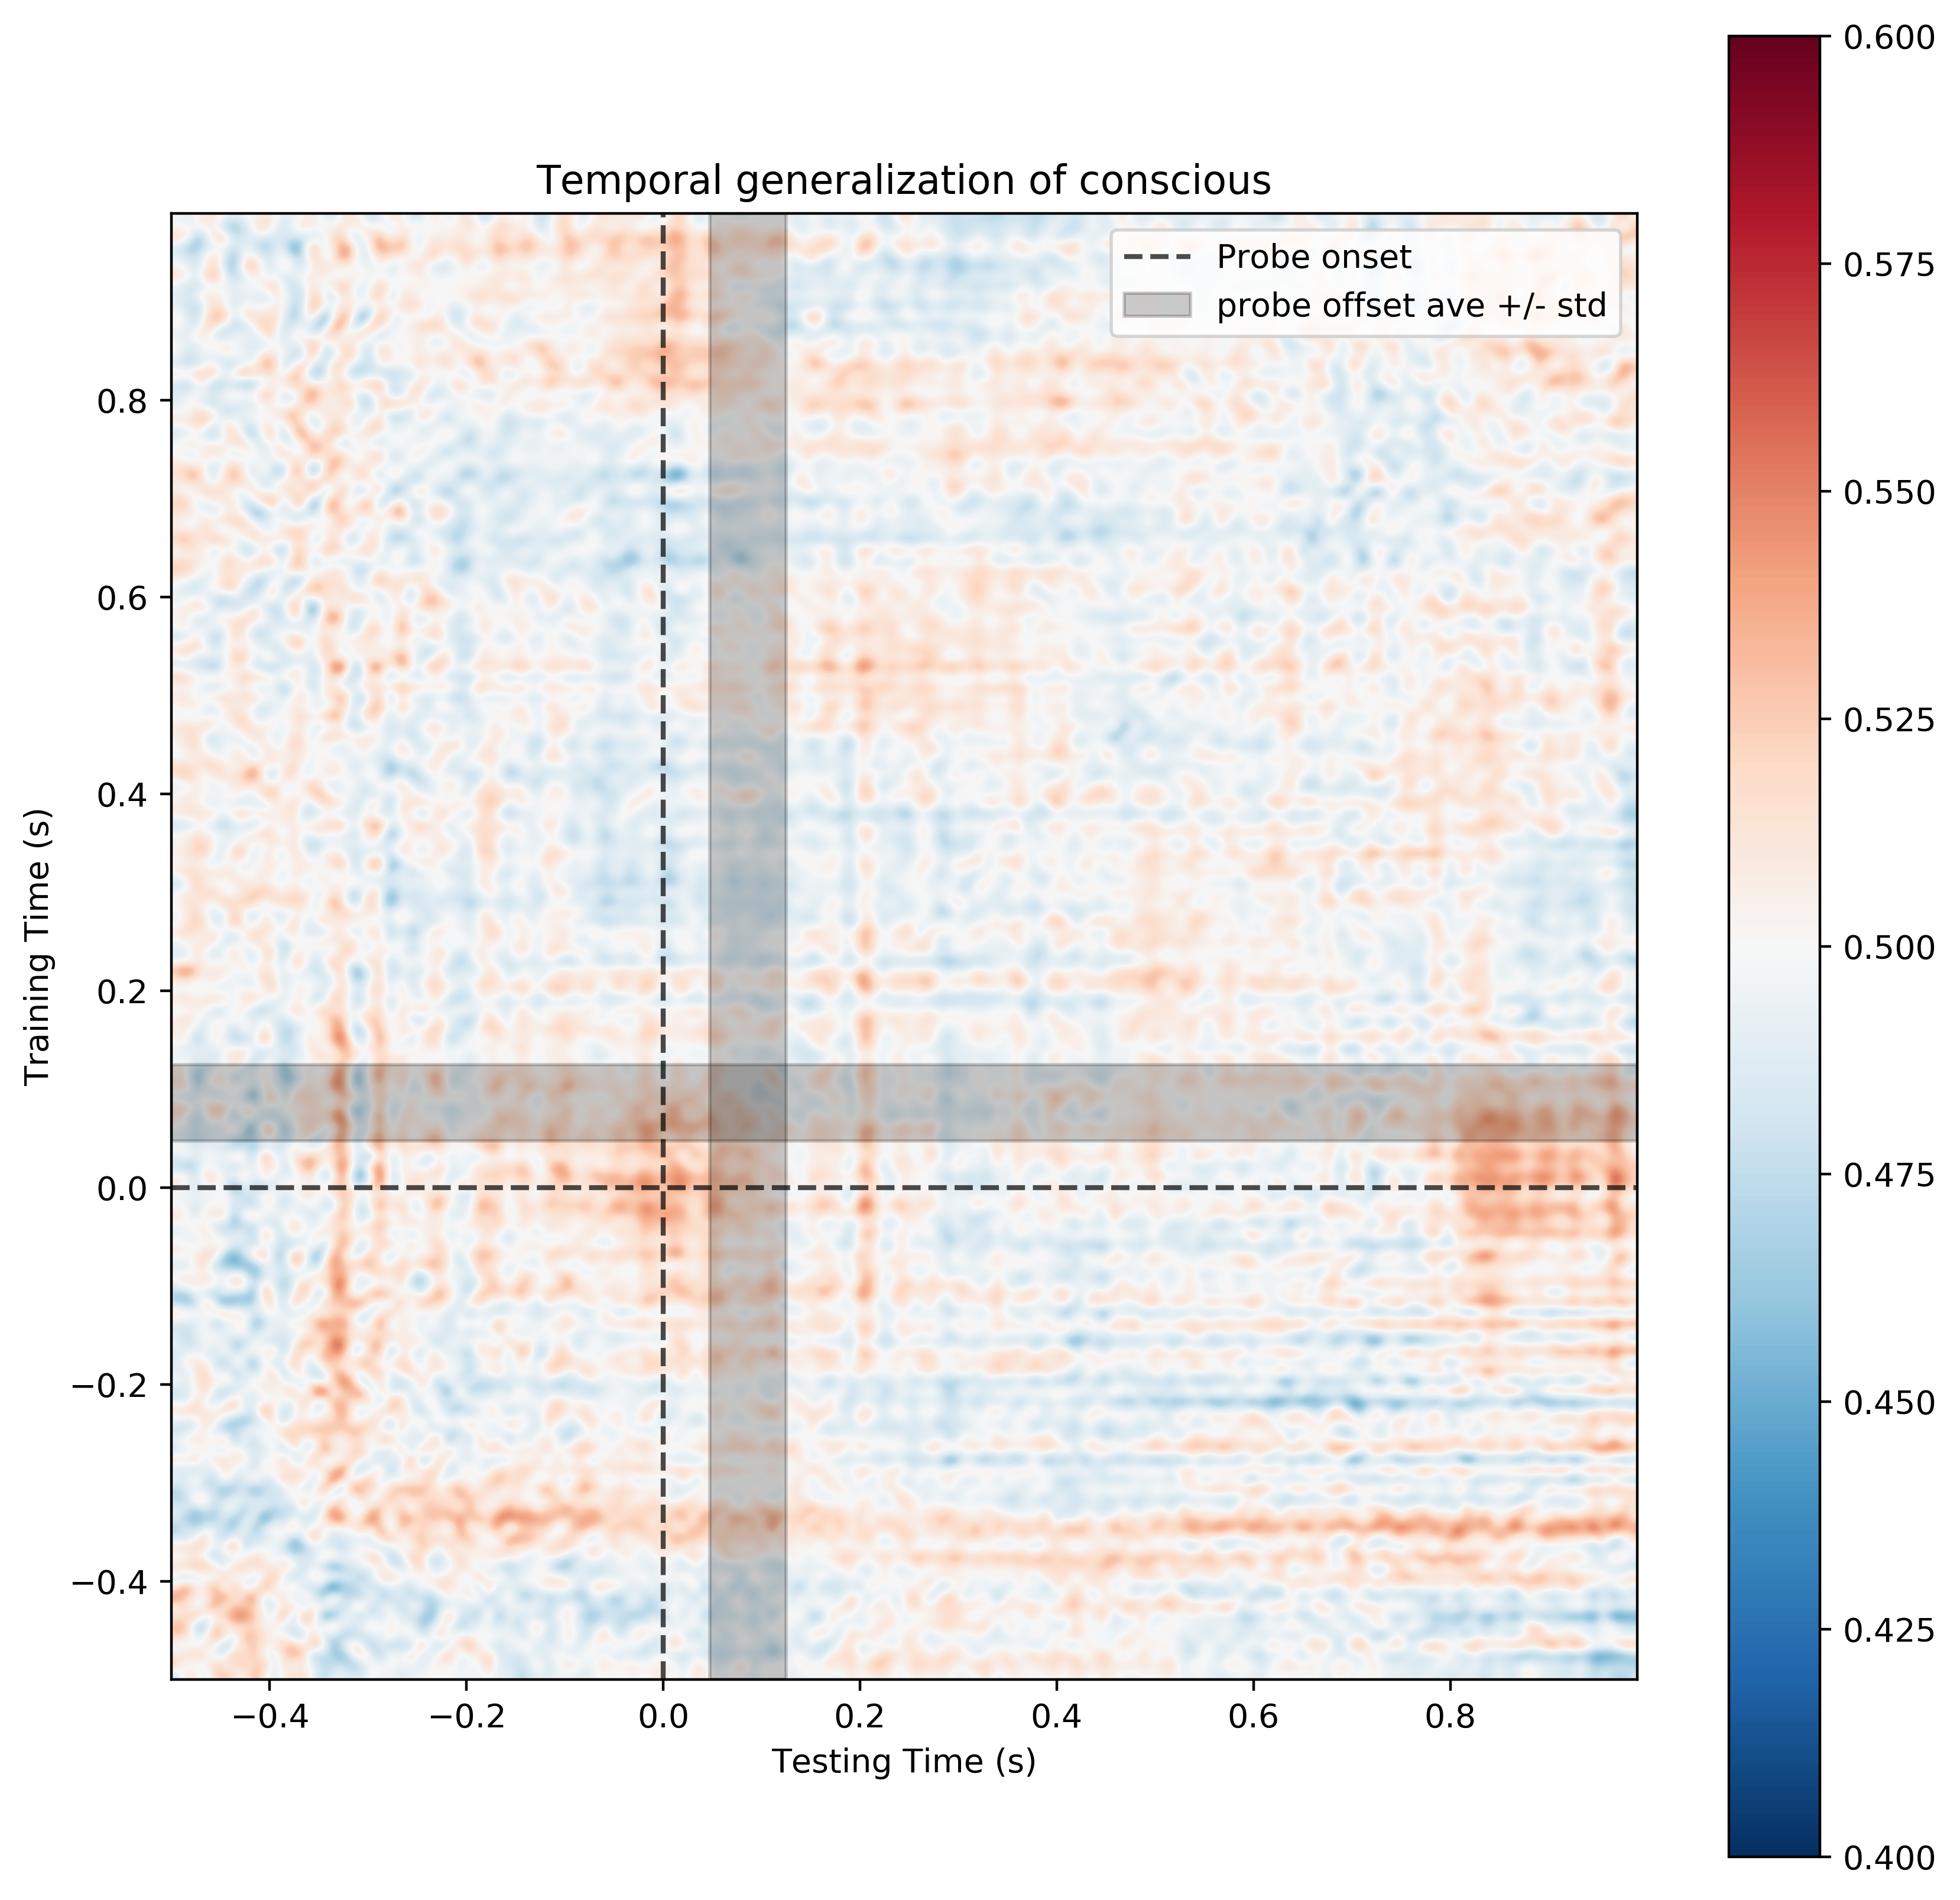 Temporal generalization of conscious
Probe onset
probe offset ave +/- std
Training Time (s)
0.8
0.6
0.4
0.2
0.0
−0.2
−0.4
−0.4 −0.2 0.0 0.2 0.4 0.6 0.8
Testing Time (s)
0.600
0.575
0.550
0.525
0.500
0.475
0.450
0.425
0.400